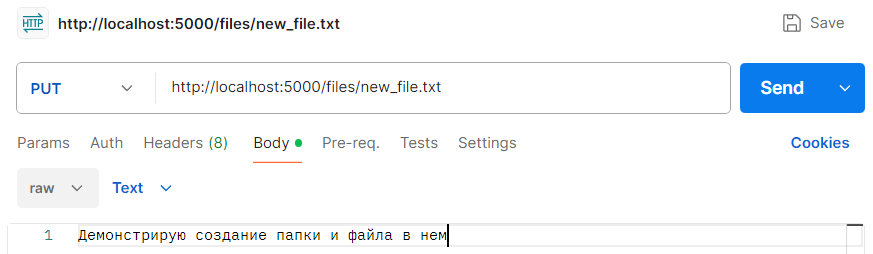 HTTP http://localhost:5000/files/new_file.txt Save
PUT http://localhost:5000/files/new_file.txt Send
Params Auth Headers (8) Body Pre-req. Tests Settings Cookies
raw Text
1 Демонстрирую создание папки и файла в нем